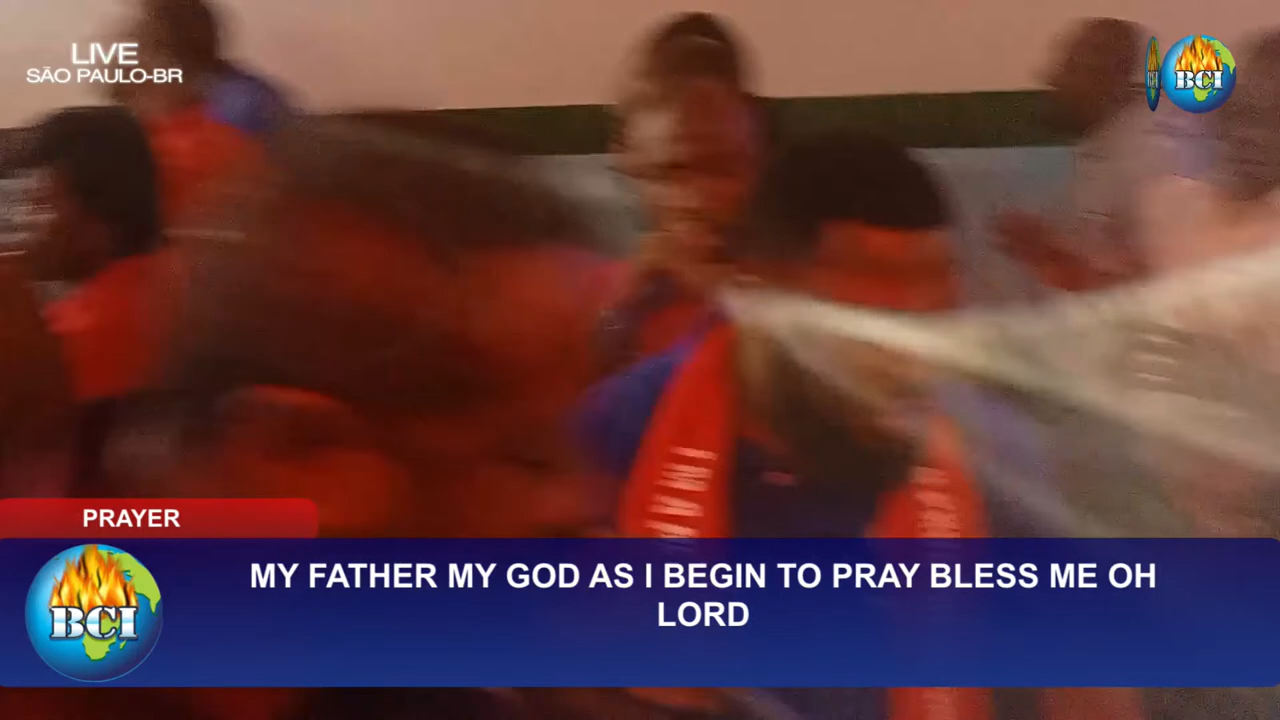 LIVE
SÃO PAULO-BR
BCI
PRAYER
BCI
MY FATHER MY GOD AS I BEGIN TO PRAY BLESS ME OH
LORD